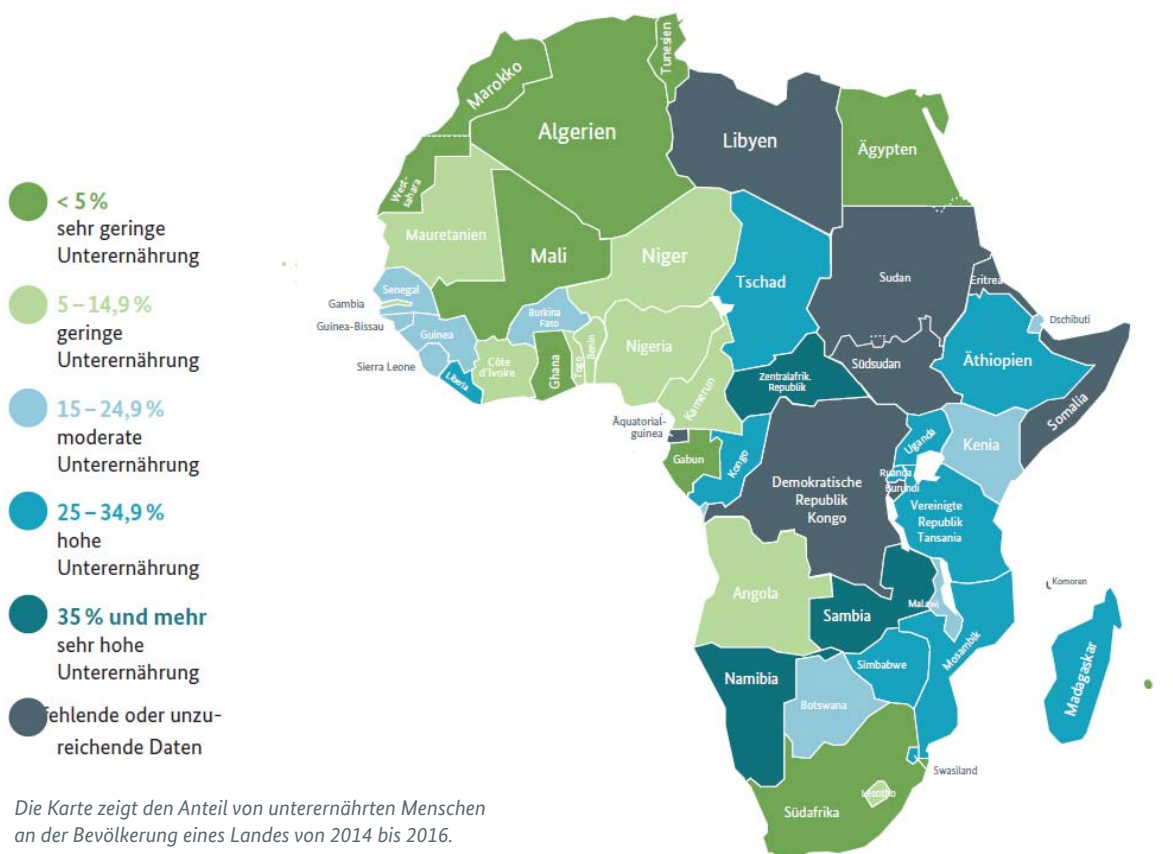 < 5 %
sehr geringe
Unterernährung
5 – 14,9 %
geringe
Unterernährung
15 – 24,9 %
moderate
Unterernährung
25 – 34,9 %
hohe
Unterernährung
35 % und mehr
sehr hohe
Unterernährung
fehlende oder unzu-
reichende Daten
Marokko
Tunesien
Algerien
Libyen
Ägypten
West-
sahara
Mauretanien
Mali
Niger
Tschad
Sudan
Eritrea
Dschibuti
Senegal
Gambia
Guinea-Bissau
Guinea
Sierra Leone
Liberia
Côte
d'Ivoire
Burkina
Faso
Ghana
Togo
Benin
Nigeria
Kamerun
Zentralafrik.
Republik
Südsudan
Äthiopien
Somalia
Äquatorial-
guinea
Gabun
Kongo
Demokratische
Republik
Kongo
Uganda
Kenia
Ruanda
Burundi
Vereinigte
Republik
Tansania
Angola
Sambia
Malawi
Mosambik
Komoren
Madagaskar
Namibia
Botswana
Simbabwe
Swasiland
Lesotho
Südafrika
Die Karte zeigt den Anteil von unterernährten Menschen
an der Bevölkerung eines Landes von 2014 bis 2016.